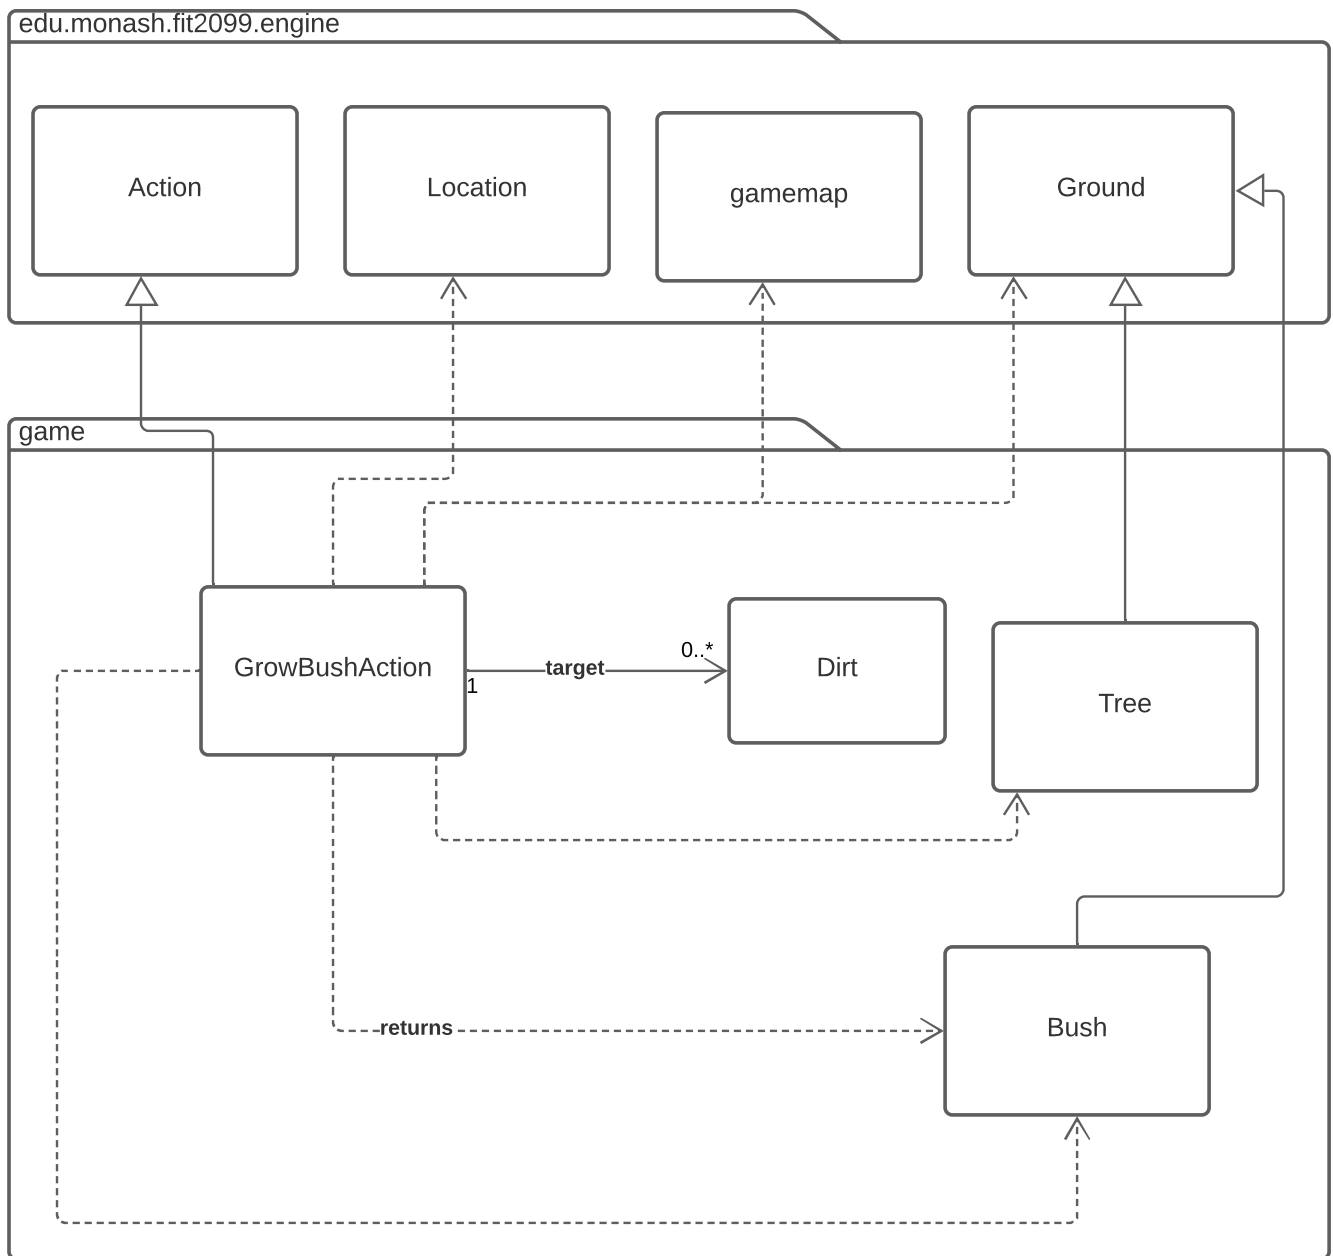 edu.monash.fit2099.engine
Action
Location
gamemap
Ground
game
GrowBushAction
1
target
0..*
Dirt
Tree
returns
Bush